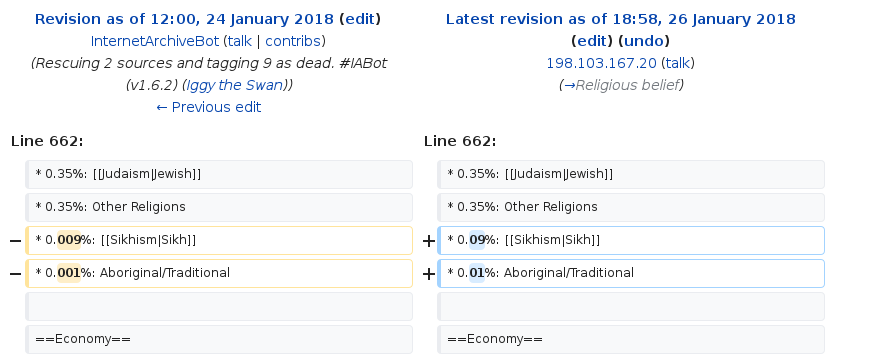 Revision as of 12:00, 24 January 2018 (edit)
InternetArchiveBot (talk | contribs)
(Rescuing 2 sources and tagging 9 as dead. #IABot
(v1.6.2) (Iggy the Swan))
← Previous edit
Latest revision as of 18:58, 26 January 2018
(edit) (undo)
198.103.167.20 (talk)
(→Religious belief)
Line 662:
Line 662:
* 0.35%: [[Judaism|Jewish]]
* 0.35%: [[Judaism|Jewish]]
* 0.35%: Other Religions
* 0.35%: Other Religions
− * 0.009%: [[Sikhism|Sikh]]
+ * 0.09%: [[Sikhism|Sikh]]
− * 0.001%: Aboriginal/Traditional
+ * 0.01%: Aboriginal/Traditional
==Economy==
==Economy==